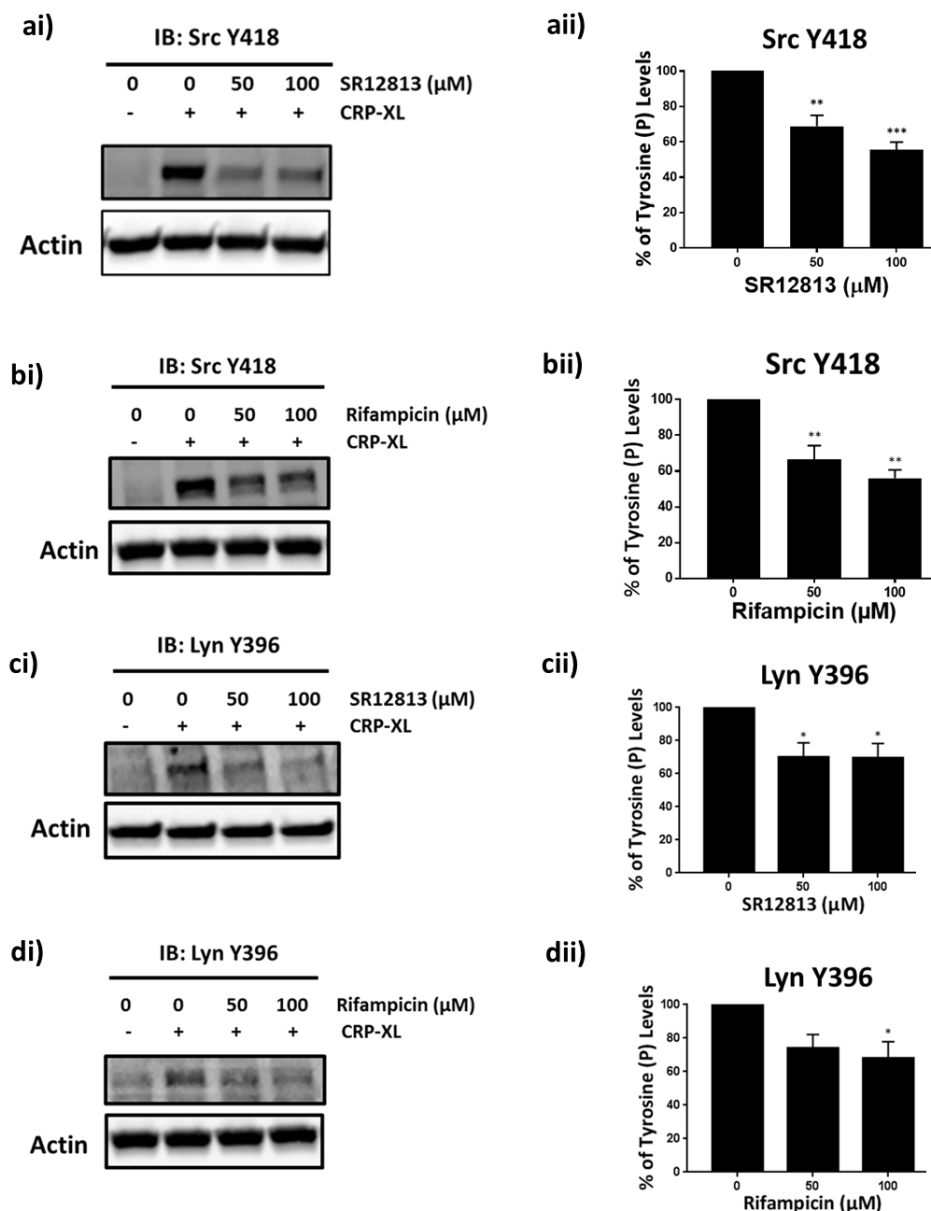 ai)
IB: Src Y418
0 0 50 100 SR12813 (µM)
- + + + CRP-XL
Actin
aii)
Src Y418
% of Tyrosine (P) Levels
100
80
60
40
20
0
** ***
0 50 100
SR12813 (µM)
bi)
IB: Src Y418
0 0 50 100 Rifampicin (µM)
- + + + CRP-XL
Actin
bii)
Src Y418
% of Tyrosine (P) Levels
100
80
60
40
20
0
** **
0 50 100
Rifampicin (µM)
ci)
IB: Lyn Y396
0 0 50 100 SR12813 (µM)
- + + + CRP-XL
Actin
cii)
Lyn Y396
% of Tyrosine (P) Levels
100
80
60
40
20
0
* *
0 50 100
SR12813 (µM)
di)
IB: Lyn Y396
0 0 50 100 Rifampicin (µM)
- + + + CRP-XL
Actin
dii)
Lyn Y396
% of Tyrosine (P) Levels
100
80
60
40
20
0
*
0 50 100
Rifampicin (µM)